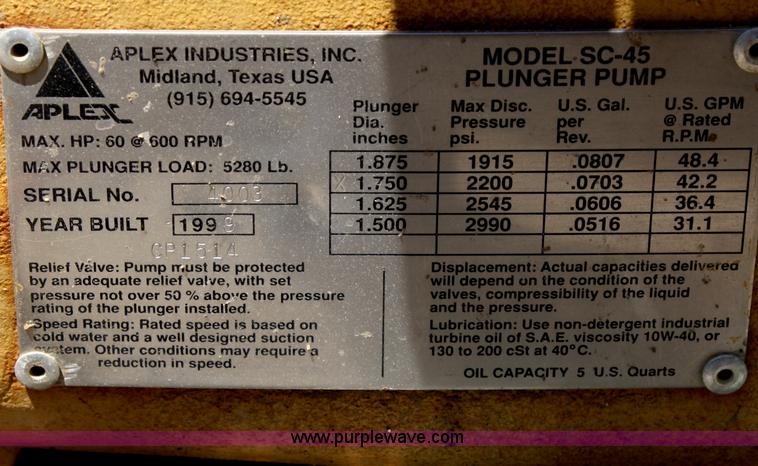 APLEX INDUSTRIES, INC.
Midland, Texas USA
(915) 694-5545
APLEX
MAX. HP: 60 @ 600 RPM
MAX PLUNGER LOAD: 5280 Lb.
SERIAL No. 4003
YEAR BUILT 1999
CP1514
Relief Valve: Pump must be protected
by an adequate relief valve, with set
pressure not over 50 % above the pressure
rating of the plunger installed.
Speed Rating: Rated speed is based on
cold water and a well designed suction
system. Other conditions may require a
reduction in speed.
MODEL SC-45
PLUNGER PUMP
Plunger Dia. inches Max Disc. Pressure psi. U.S. Gal. per Rev. U.S. GPM @ Rated R.P.M.
1.875 1915 .0807 48.4
X 1.750 2200 .0703 42.2
1.625 2545 .0606 36.4
1.500 2990 .0516 31.1
Displacement: Actual capacities delivered
will depend on the condition of the
valves, compressibility of the liquid
and the pressure.
Lubrication: Use non-detergent industrial
turbine oil of S.A.E. viscosity 10W-40, or
130 to 200 cSt at 40°C.
OIL CAPACITY 5 U.S. Quarts
www.purplewave.com